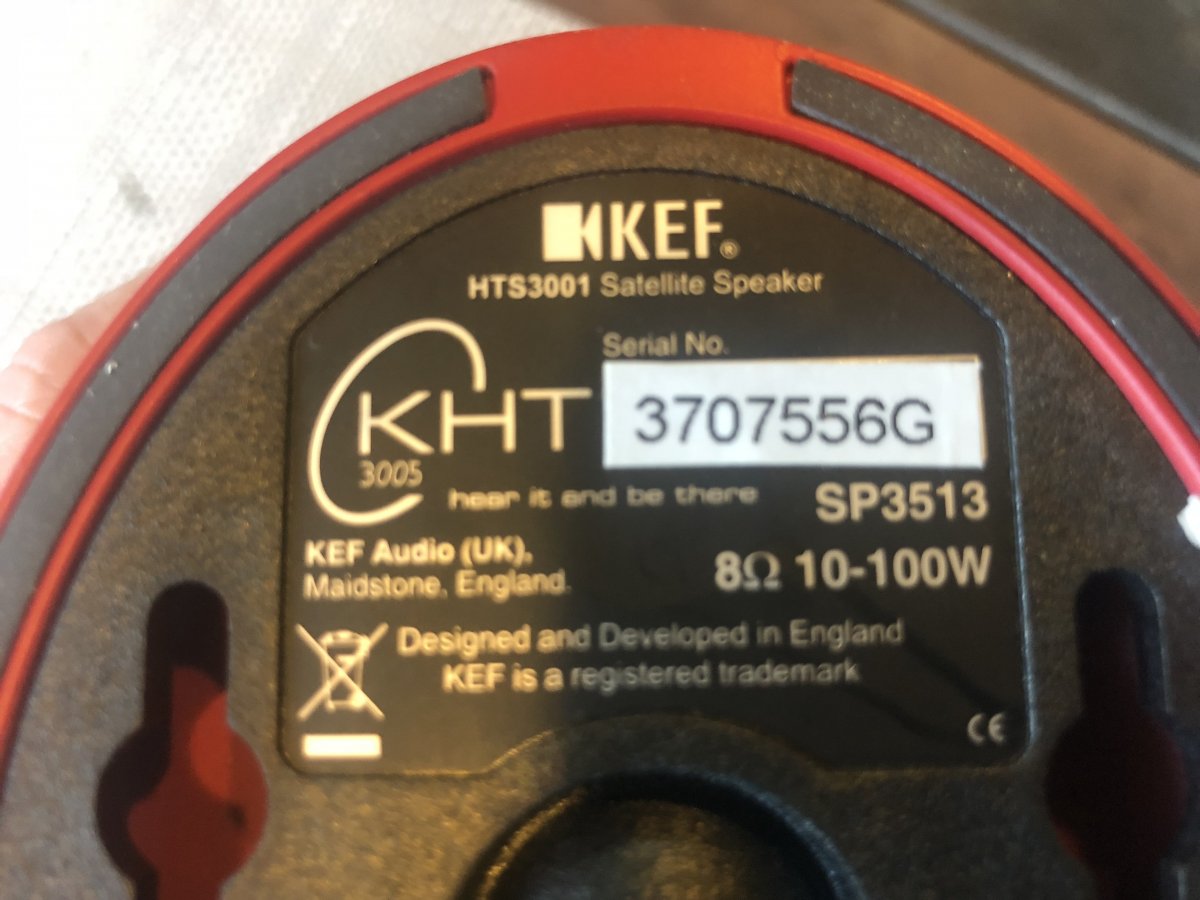 KEF®
HTS3001 Satellite Speaker
Serial No.
KHT
3707556G
3005
hear it and be there
SP3513
KEF Audio (UK),
Maidstone, England.
8Ω 10-100W
Designed and Developed in England
KEF is a registered trademark
CE